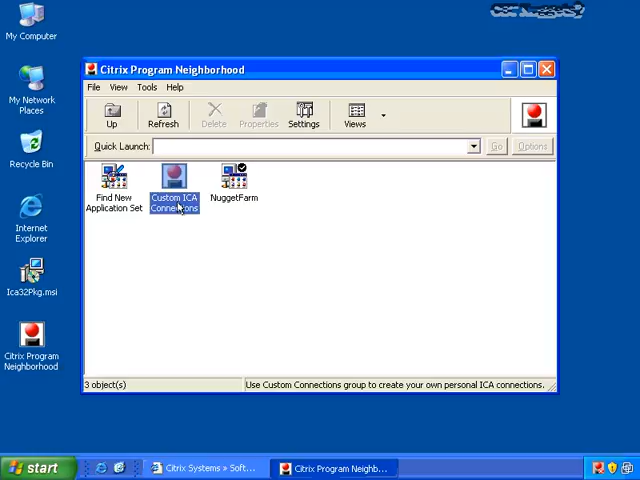 CBT Nuggets
My Computer
Citrix Program Neighborhood
File View Tools Help
My Network
Places
Up Refresh Delete Properties Settings Views
Quick Launch: Go Options
Recycle Bin
Find New
Application Set
Custom ICA
Connections
NuggetFarm
Internet
Explorer
Ica32Pkg.msi
Citrix Program
Neighborhood
3 object(s) Use Custom Connections group to create your own personal ICA connections.
start Citrix Systems » Soft... Citrix Program Neighb...